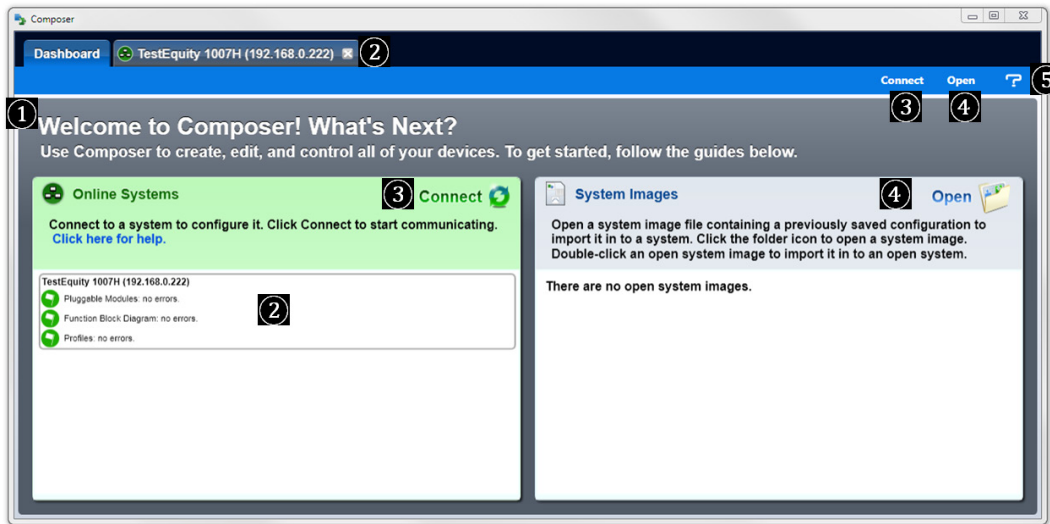 Composer
Dashboard TestEquity 1007H (192.168.0.222) 2
Connect Open ? 5
3 4
1
Welcome to Composer! What's Next?
Use Composer to create, edit, and control all of your devices. To get started, follow the guides below.
Online Systems 3 Connect
Connect to a system to configure it. Click Connect to start communicating.
Click here for help.
TestEquity 1007H (192.168.0.222)
Pluggable Modules: no errors.
2
Function Block Diagram: no errors.
Profiles: no errors.
System Images 4 Open
Open a system image file containing a previously saved configuration to
import it in to a system. Click the folder icon to open a system image.
Double-click an open system image to import it in to an open system.
There are no open system images.